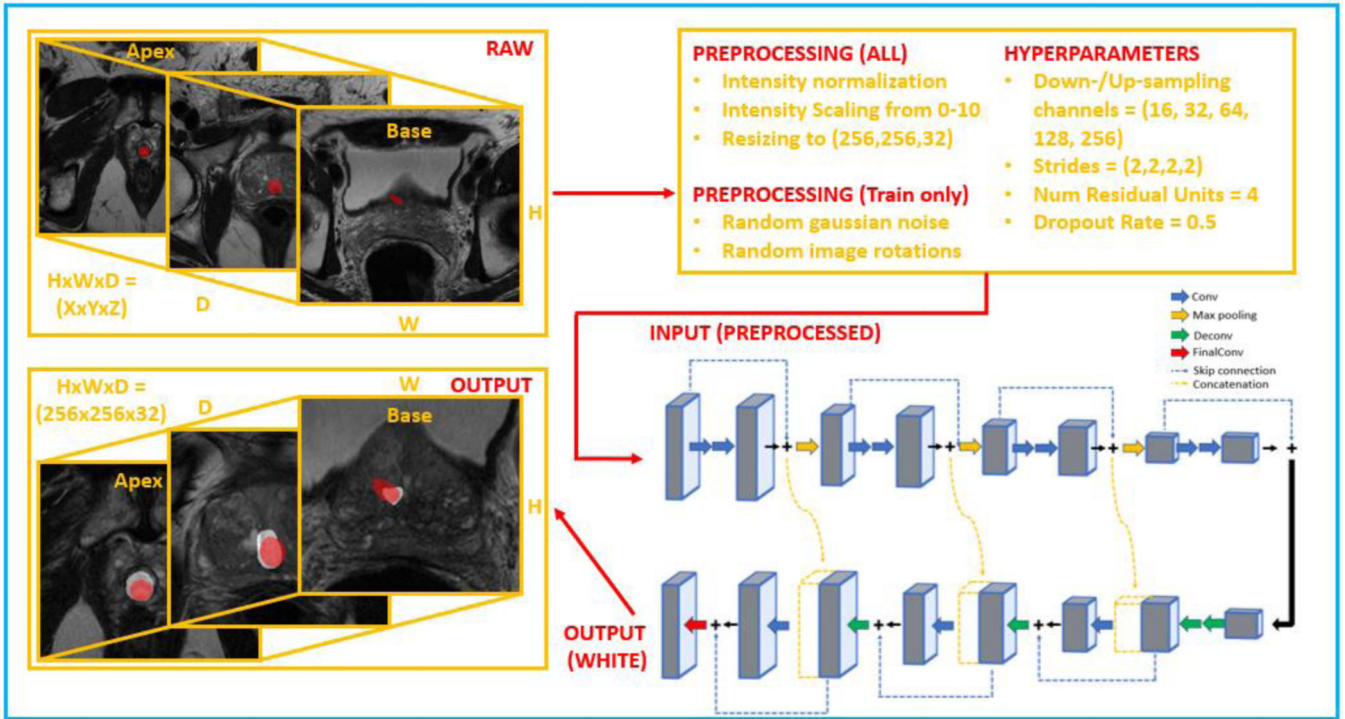 RAW
Apex
Base
H
HxWxD =
(XxYxZ)
D
W
PREPROCESSING (ALL)
• Intensity normalization
• Intensity Scaling from 0-10
• Resizing to (256,256,32)
PREPROCESSING (Train only)
• Random gaussian noise
• Random image rotations
HYPERPARAMETERS
• Down-/Up-sampling
channels = (16, 32, 64,
128, 256)
• Strides = (2,2,2,2)
• Num Residual Units = 4
• Dropout Rate = 0.5
INPUT (PREPROCESSED)
Conv
Max pooling
Deconv
FinalConv
Skip connection
Concatenation
+ + + +
+ + +
OUTPUT
(WHITE)
HxWxD =
(256x256x32)
D
W
OUTPUT
Base
Apex
H